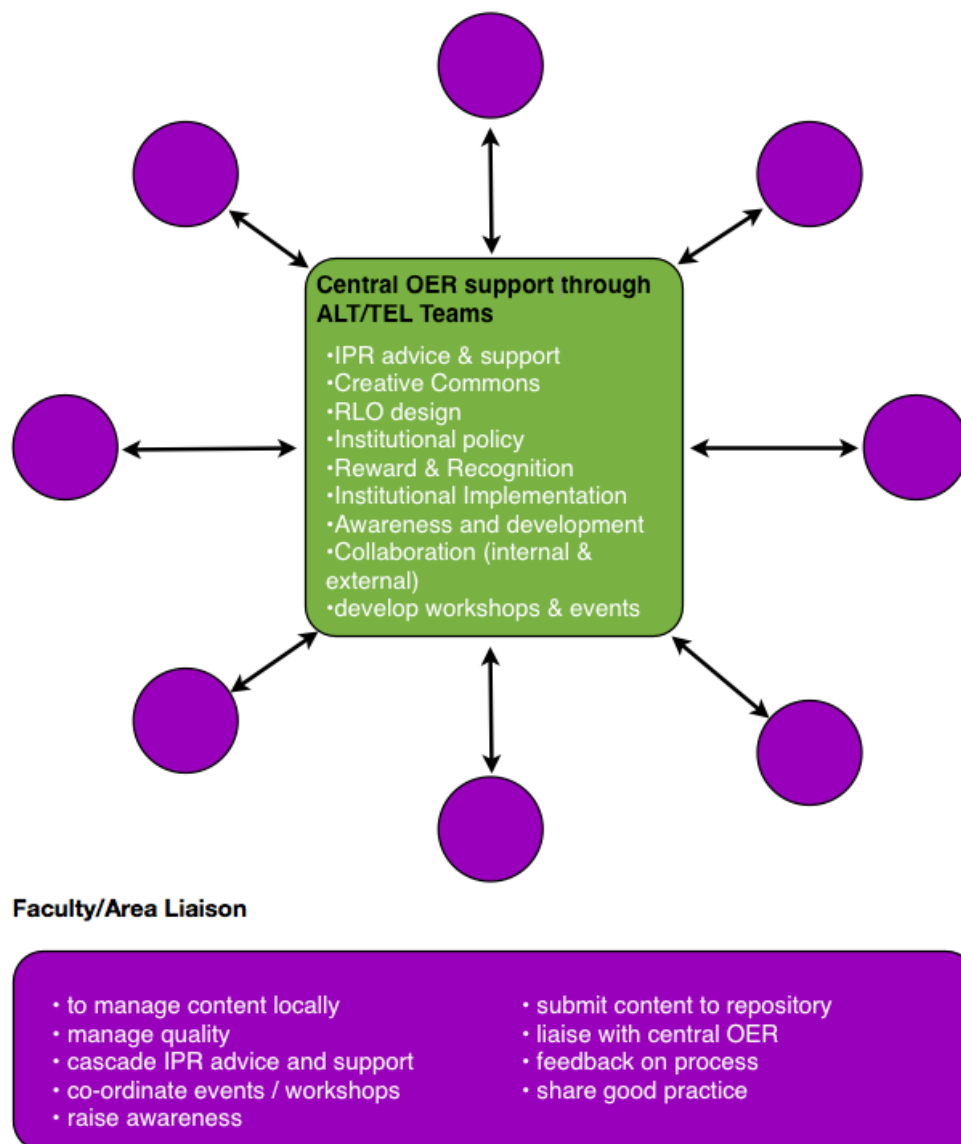 Central OER support through
ALT/TEL Teams
•IPR advice & support
•Creative Commons
•RLO design
•Institutional policy
•Reward & Recognition
•Institutional Implementation
•Awareness and development
•Collaboration (internal &
external)
•develop workshops & events
Faculty/Area Liaison
• to manage content locally
• manage quality
• cascade IPR advice and support
• co-ordinate events / workshops
• raise awareness
• submit content to repository
• liaise with central OER
• feedback on process
• share good practice